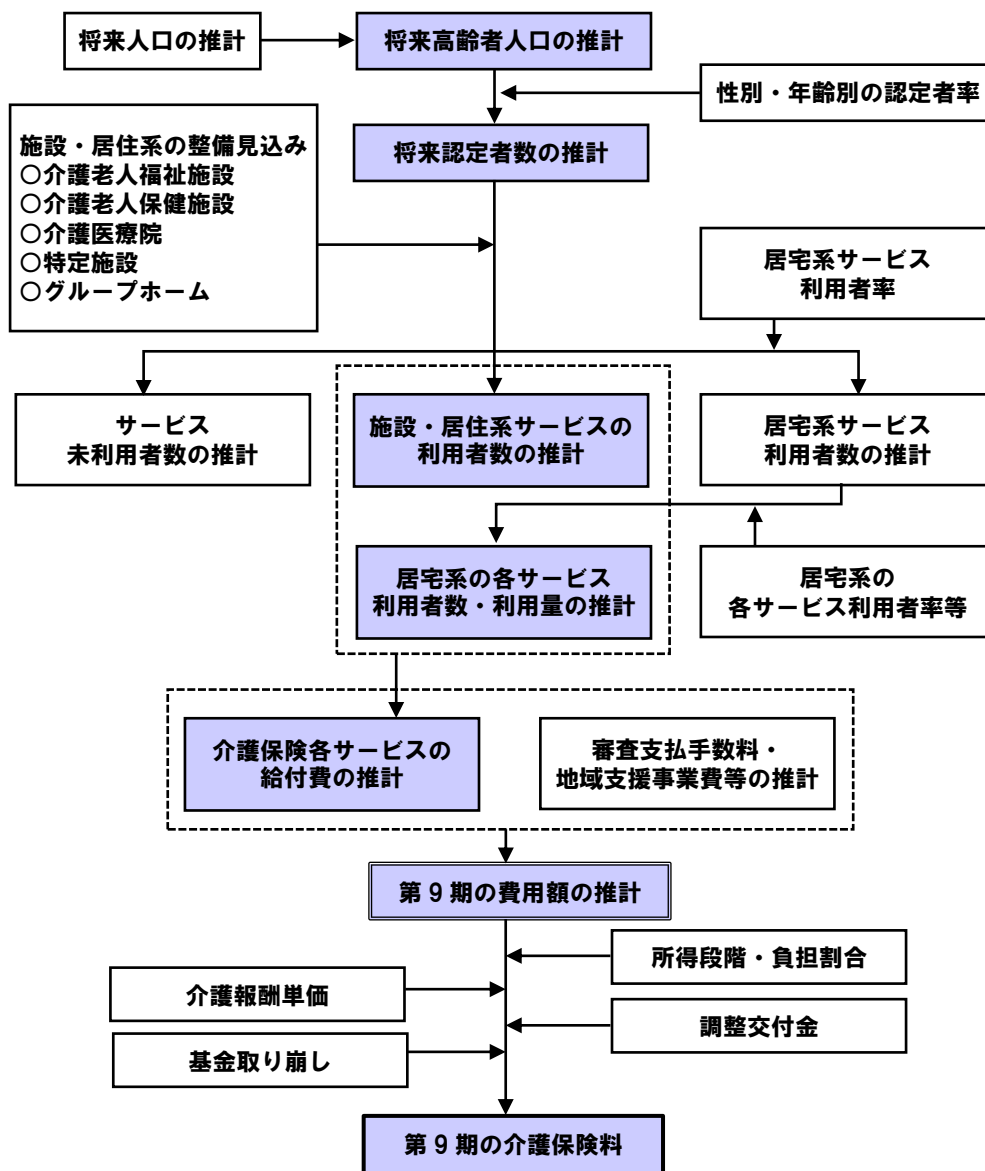 将来人口の推計
将来高齢者人口の推計
性別・年齢別の認定者率
将来認定者数の推計
施設・居住系の整備見込み
○介護老人福祉施設
○介護老人保健施設
○介護医療院
○特定施設
○グループホーム
居宅系サービス
利用者率
サービス
未利用者数の推計
施設・居住系サービスの
利用者数の推計
居宅系サービス
利用者数の推計
居宅系の各サービス
利用者数・利用量の推計
居宅系の
各サービス利用者率等
介護保険各サービスの
給付費の推計
審査支払手数料・
地域支援事業費等の推計
第9期の費用額の推計
所得段階・負担割合
介護報酬単価
調整交付金
基金取り崩し
第9期の介護保険料